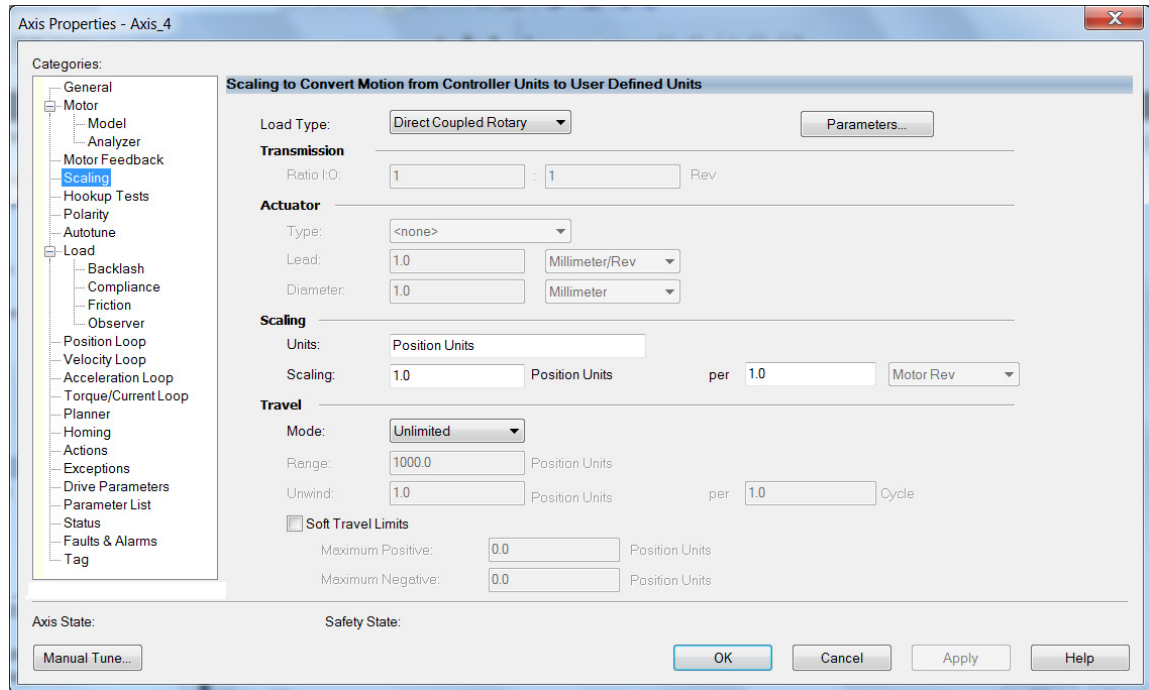 Axis Properties - Axis_4
X
Categories:
General
Motor
Model
Analyzer
Motor Feedback
Scaling
Hookup Tests
Polarity
Autotune
Load
Backlash
Compliance
Friction
Observer
Position Loop
Velocity Loop
Acceleration Loop
Torque/Current Loop
Planner
Homing
Actions
Exceptions
Drive Parameters
Parameter List
Status
Faults & Alarms
Tag
Scaling to Convert Motion from Controller Units to User Defined Units
Load Type: Direct Coupled Rotary Parameters...
Transmission
Ratio I:O: 1 : 1 Rev
Actuator
Type: <none>
Lead: 1.0 Millimeter/Rev
Diameter: 1.0 Millimeter
Scaling
Units: Position Units
Scaling: 1.0 Position Units per 1.0 Motor Rev
Travel
Mode: Unlimited
Range: 1000.0 Position Units
Unwind: 1.0 Position Units per 1.0 Cycle
Soft Travel Limits
Maximum Positive: 0.0 Position Units
Maximum Negative: 0.0 Position Units
Axis State: Safety State:
Manual Tune... OK Cancel Apply Help